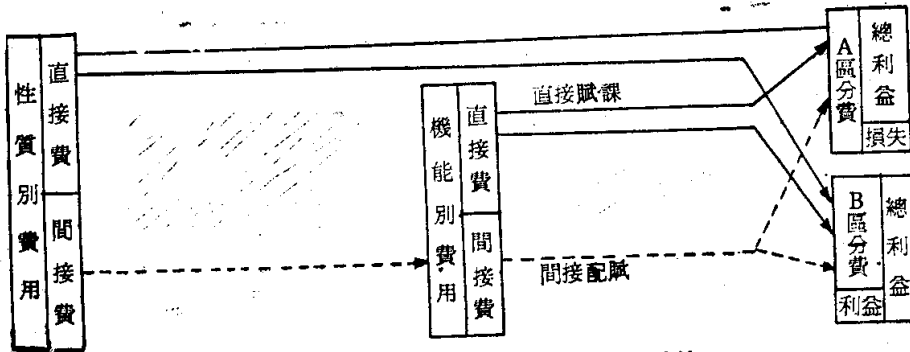 性質別費用
直接費
間接費
機能別費用
直接費
間接費
直接賦課
間接配賦
A區分費
總利益
損失
B區分費
總利益
利益